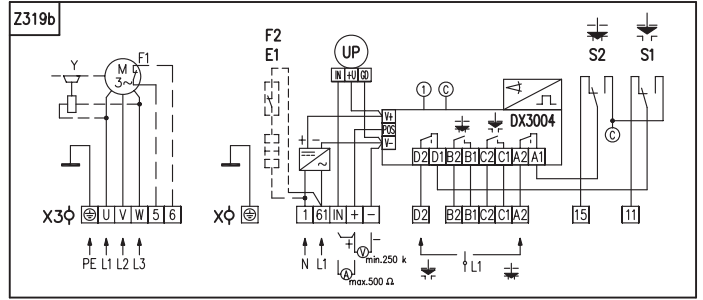 Z319b
Y
M
3~
F1
F2
E1
UP
IN +U GD
1
C
S2
S1
DX3004
V+
POS
V-
+ -
~
D2 D1 B2 B1 C2 C1 A2 A1
C
X3
U V W 5 6
X
1 61 IN + -
D2 B2 B1 C2 C1 A2
15
11
PE L1 L2 L3
N L1
+ -
V
min.250 k
A
max.500 Ω
L1